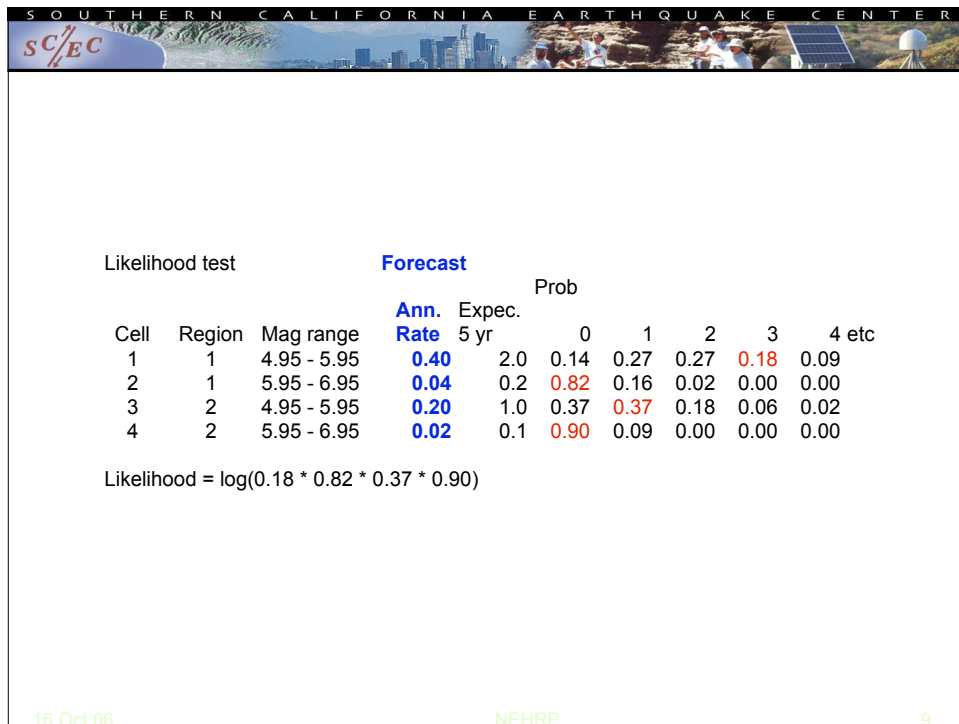 SOUTHERN CALIFORNIA EARTHQUAKE CENTER
SC/EC
Likelihood test Forecast
Prob
Ann. Expec.
Cell Region Mag range Rate 5 yr 0 1 2 3 4 etc
1 1 4.95 - 5.95 0.40 2.0 0.14 0.27 0.27 0.18 0.09
2 1 5.95 - 6.95 0.04 0.2 0.82 0.16 0.02 0.00 0.00
3 2 4.95 - 5.95 0.20 1.0 0.37 0.37 0.18 0.06 0.02
4 2 5.95 - 6.95 0.02 0.1 0.90 0.09 0.00 0.00 0.00
Likelihood = log(0.18 * 0.82 * 0.37 * 0.90)
16 Oct 06 NEHRP 9